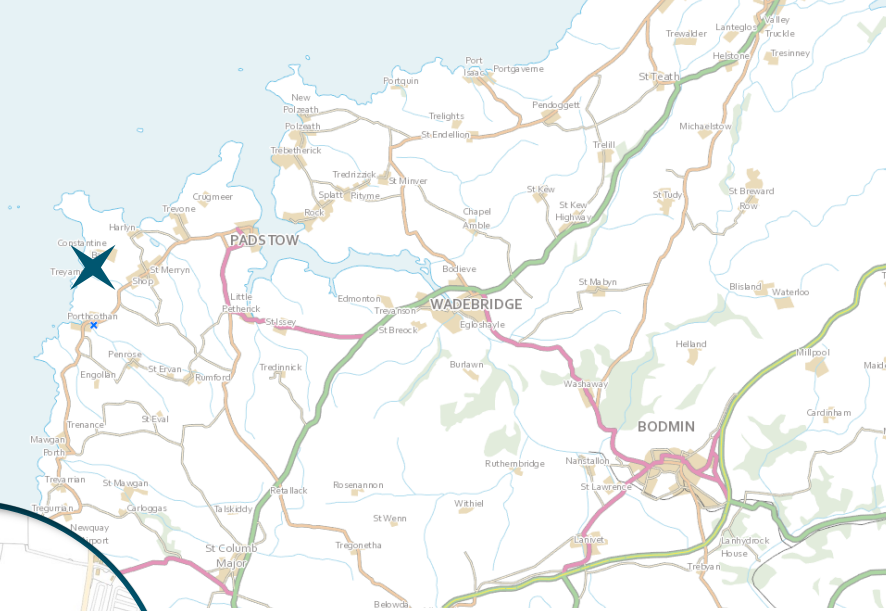 Valley
Lanteglos
Truckle
Trewalder
Tresinney
Helstone
Port
Isaac
Portgaverne
St Teath
Portquin
New
Polzeath
Pendoggett
Trelights
Polzeath
St Endellion
Michaelstow
Trelill
Trebetherick
Tredrizzick
St Minver
Splatt
Pityme
St Kew
St Tudy
St Breward
Row
Crugmeer
Trevone
Rock
Chapel
Amble
St Kew
Highway
Harlyn
PADSTOW
Constantine
Treyarnon
St Merryn
Shop
Bodieve
St Mabyn
Blisland
Waterloo
Little
Petherick
Edmonton
WADEBRIDGE
Trevanson
Porthcothan
St Issey
St Breock
Egloshayle
Helland
Penrose
Millpool
St Ervan
Rumford
Tredinnick
Burlawn
Engollan
Washaway
Cardinham
St Eval
Trenance
BODMIN
Mawgan
Porth
Nanstallon
Ruthernbridge
Trevarrian
St Mawgan
Retallack
Rosenannon
St Lawrence
Withiel
Tregurrian
Carloggas
Talskiddy
St Wenn
Newquay
Airport
Lanivet
Lanhydrock
House
St Columb
Major
Tregonetha
Trebyan
Belowda